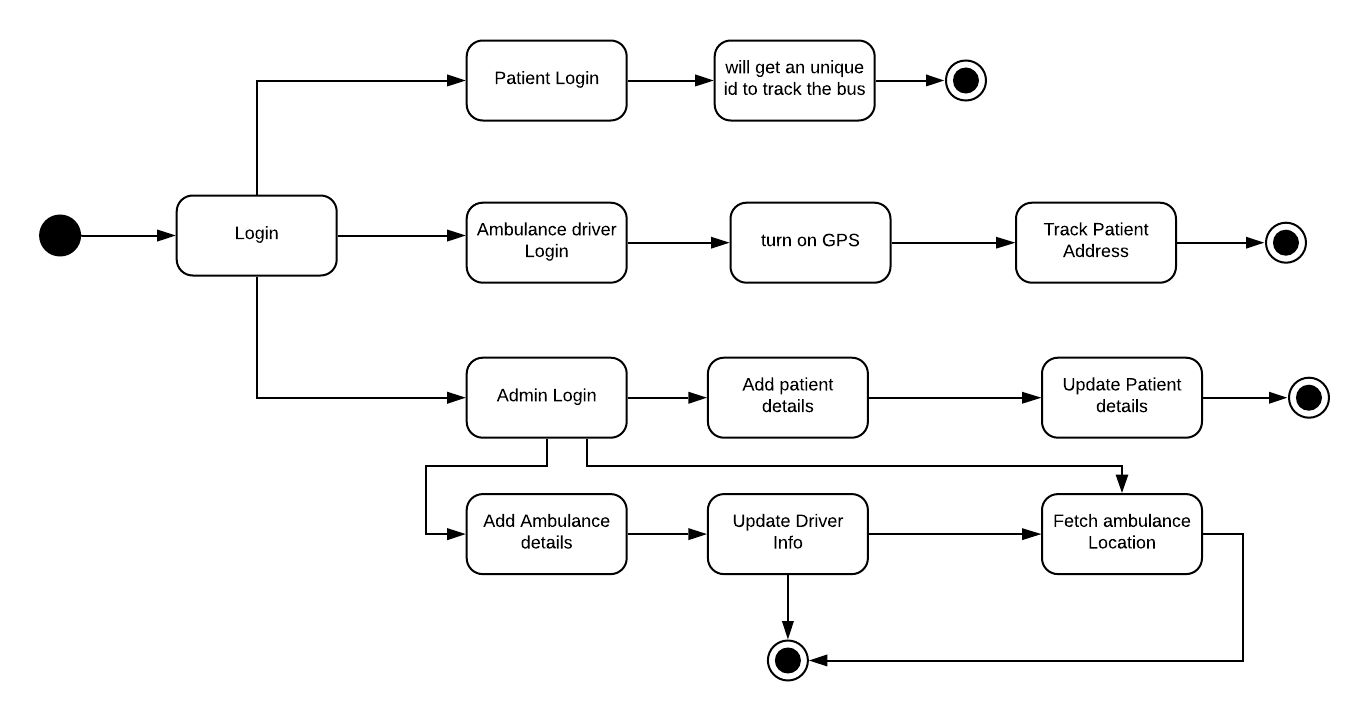 Patient Login
will get an unique
id to track the bus
Login
Ambulance driver
Login
turn on GPS
Track Patient
Address
Admin Login
Add patient
details
Update Patient
details
Add Ambulance
details
Update Driver
Info
Fetch ambulance
Location